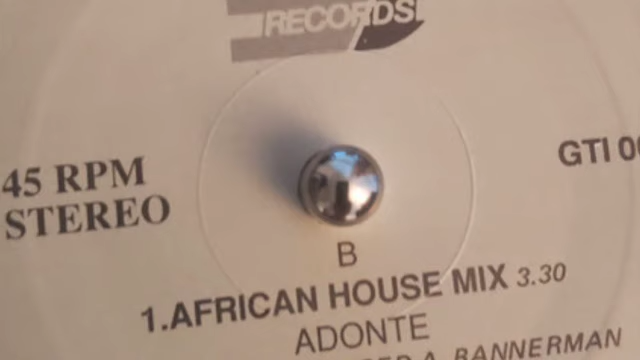 RECORDS
45 RPM
STEREO
GTI
B
1.AFRICAN HOUSE MIX 3.30
ADONTE
A. BANNERMAN